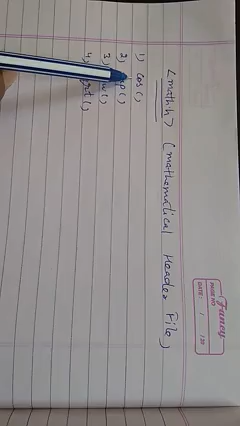 Fancy
PAGE NO.
DATE: / /20
<math.h> (mathematical Header File)
1) cos()
2)
3)
4)